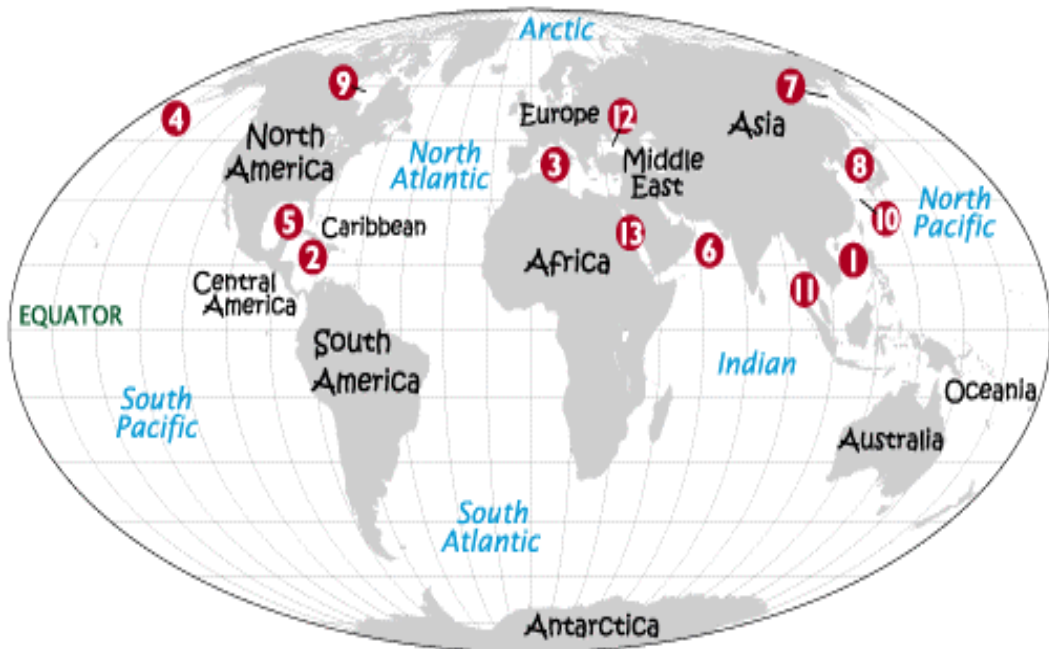 Arctic
9
7
4
Europe
12
Asia
North
America
North
Atlantic
3
Middle
East
8
North
Pacific
5
Caribbean
13
10
2
Africa
6
1
Central
America
11
EQUATOR
South
America
Indian
South
Pacific
Oceania
Australia
South
Atlantic
Antarctica